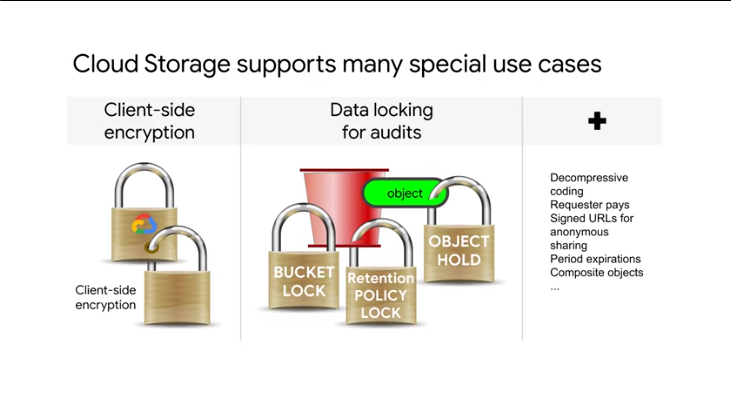 Cloud Storage supports many special use cases
Client-side
encryption
Client-side
encryption
Data locking
for audits
object
BUCKET
LOCK
Retention
POLICY
LOCK
OBJECT
HOLD
+
Decompressive
coding
Requester pays
Signed URLs for
anonymous
sharing
Period expirations
Composite objects
...